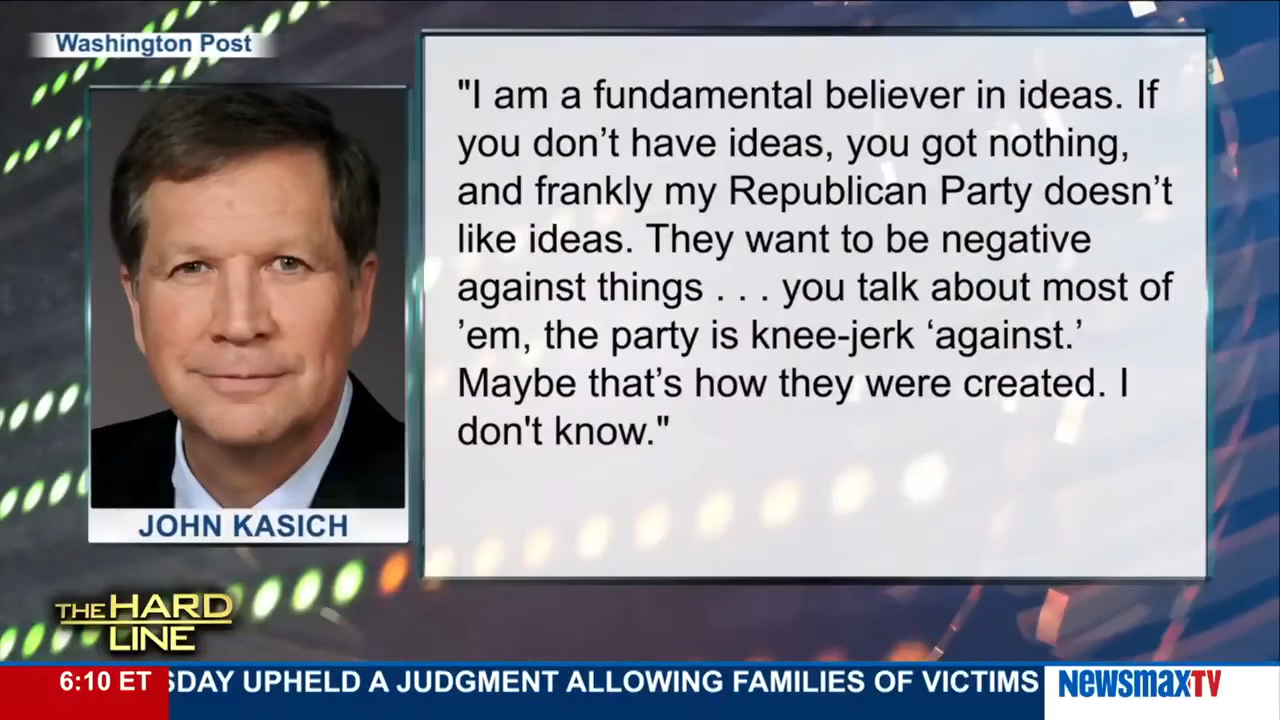 Washington Post
"I am a fundamental believer in ideas. If
you don’t have ideas, you got nothing,
and frankly my Republican Party doesn’t
like ideas. They want to be negative
against things . . . you talk about most of
’em, the party is knee-jerk ‘against.’
Maybe that’s how they were created. I
don't know."
JOHN KASICH
THE HARD
LINE
6:10 ET SDAY UPHELD A JUDGMENT ALLOWING FAMILIES OF VICTIMS NEWSMAXTV